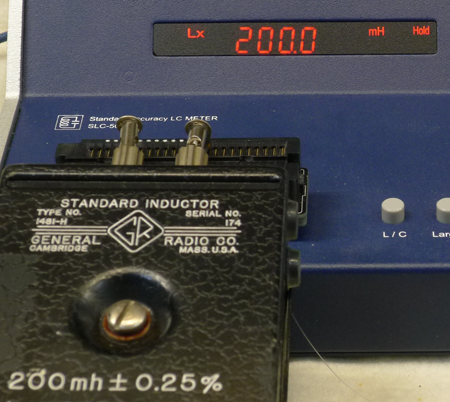 Lx 200.0 mH Hold
Standard Accuracy LC METER
STANDARD INDUCTOR
TYPE NO. SERIAL NO.
1481-H 174
GR
GENERAL RADIO CO.
CAMBRIDGE MASS. U.S.A.
L / C
200mh ± 0.25%